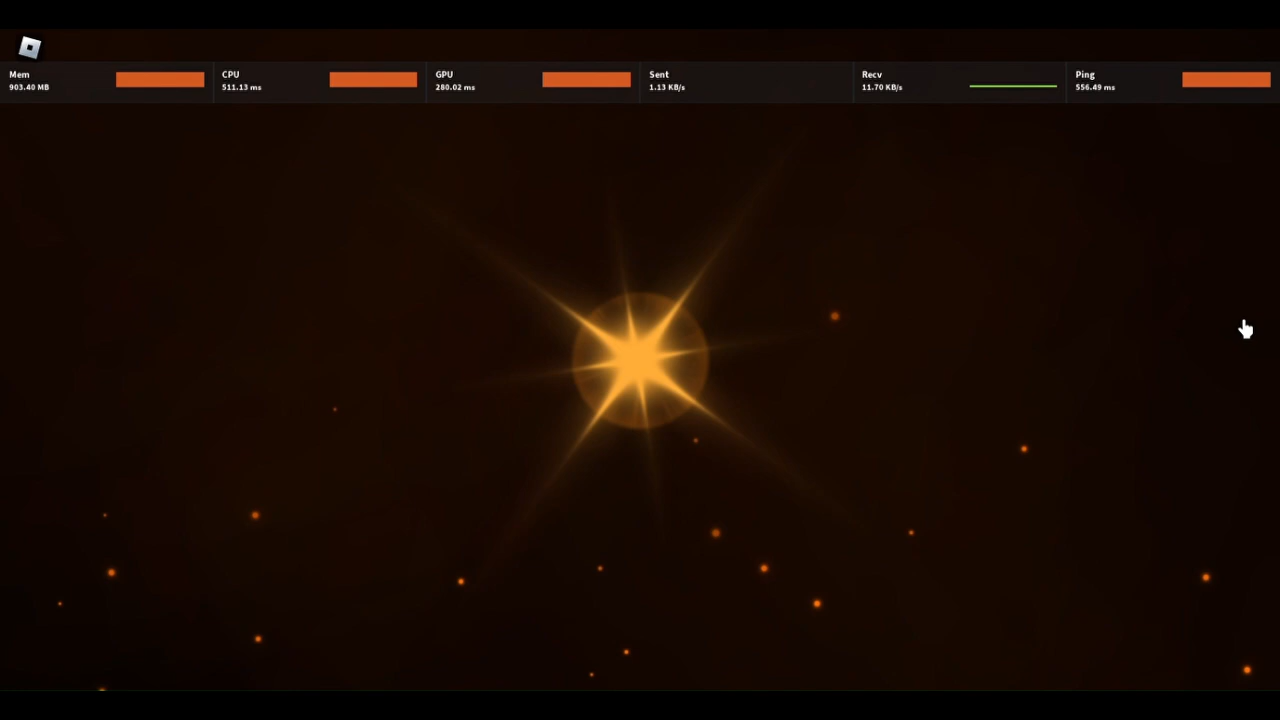 Mem
903.40 MB
CPU
511.13 ms
GPU
280.02 ms
Sent
1.13 KB/s
Recv
11.70 KB/s
Ping
556.49 ms